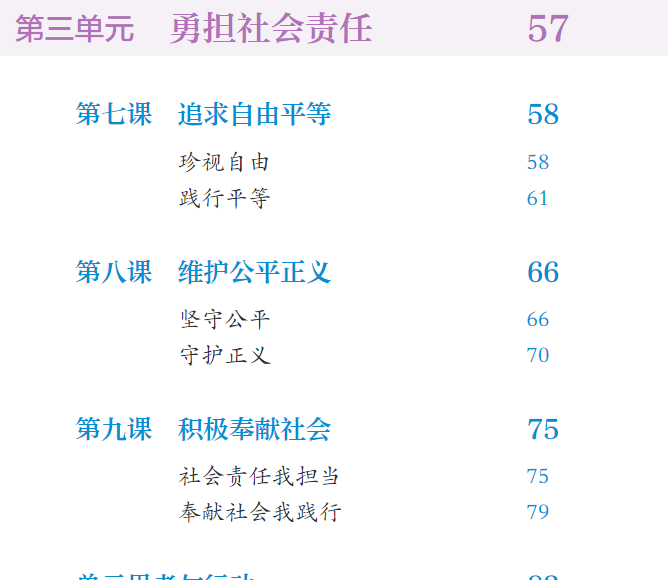 第三单元 勇担社会责任 57
第七课 追求自由平等 58
珍视自由 58
践行平等 61
第八课 维护公平正义 66
坚守公平 66
守护正义 70
第九课 积极奉献社会 75
社会责任我担当 75
奉献社会我践行 79